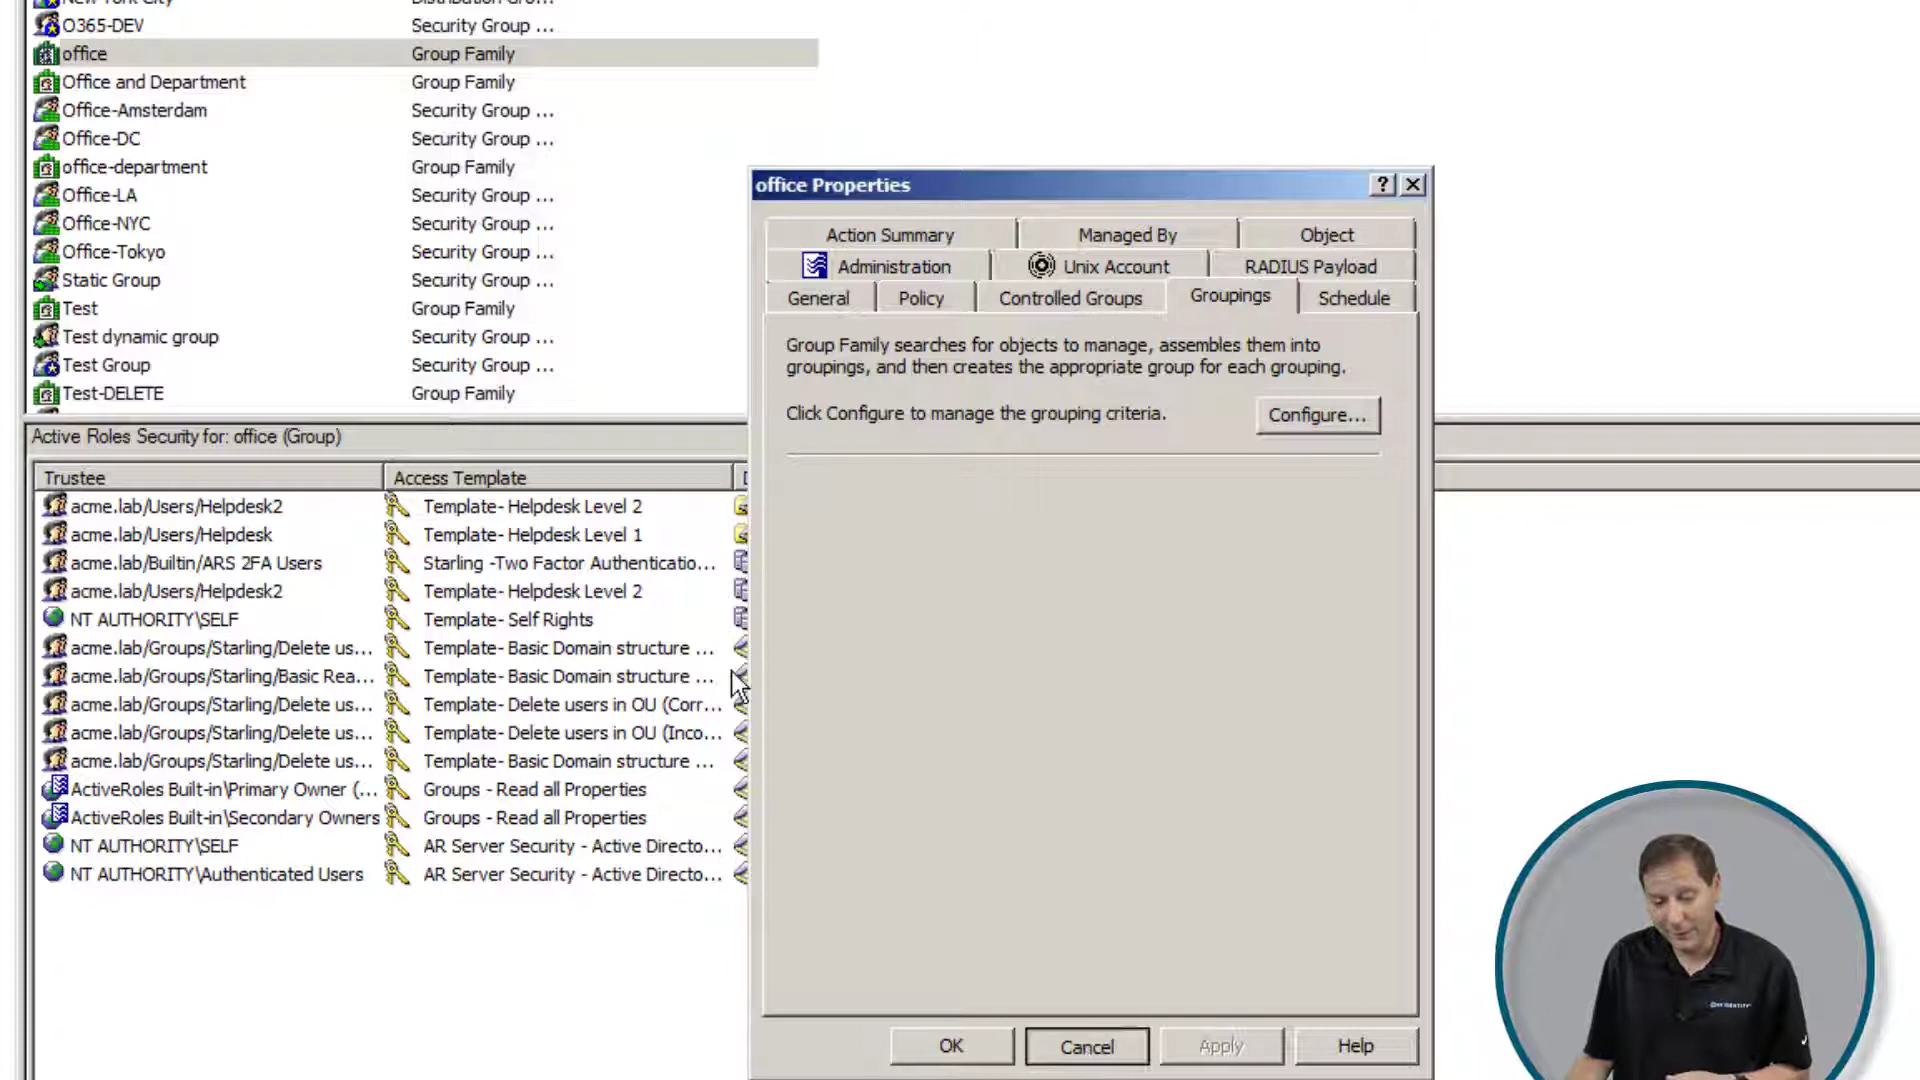 New York City Distribution Gro...
O365-DEV Security Group ...
office Group Family
Office and Department Group Family
Office-Amsterdam Security Group ...
Office-DC Security Group ...
office-department Group Family
Office-LA Security Group ...
Office-NYC Security Group ...
Office-Tokyo Security Group ...
Static Group Security Group ...
Test Group Family
Test dynamic group Security Group ...
Test Group Security Group ...
Test-DELETE Group Family
Active Roles Security for: office (Group)
Trustee Access Template
acme.lab/Users/Helpdesk2 Template- Helpdesk Level 2
acme.lab/Users/Helpdesk Template- Helpdesk Level 1
acme.lab/Builtin/ARS 2FA Users Starling -Two Factor Authenticatio...
acme.lab/Users/Helpdesk2 Template- Helpdesk Level 2
NT AUTHORITY\SELF Template- Self Rights
acme.lab/Groups/Starling/Delete us... Template- Basic Domain structure ...
acme.lab/Groups/Starling/Basic Rea... Template- Basic Domain structure ...
acme.lab/Groups/Starling/Delete us... Template- Delete users in OU (Corr...
acme.lab/Groups/Starling/Delete us... Template- Delete users in OU (Inco...
acme.lab/Groups/Starling/Delete us... Template- Basic Domain structure ...
ActiveRoles Built-in\Primary Owner (... Groups - Read all Properties
ActiveRoles Built-in\Secondary Owners Groups - Read all Properties
NT AUTHORITY\SELF AR Server Security - Active Directo...
NT AUTHORITY\Authenticated Users AR Server Security - Active Directo...
office Properties
Action Summary Managed By Object
Administration Unix Account RADIUS Payload
General Policy Controlled Groups Groupings Schedule
Group Family searches for objects to manage, assembles them into
groupings, and then creates the appropriate group for each grouping.
Click Configure to manage the grouping criteria. Configure...
OK Cancel Apply Help
ONE IDENTITY